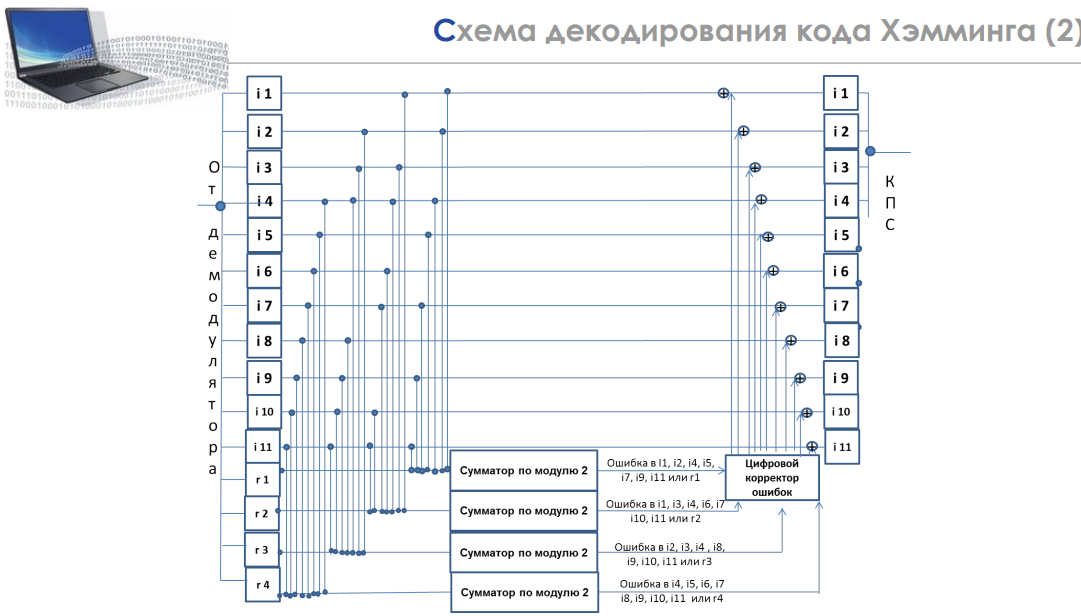 Схема декодирования кода Хэмминга (2)
От демодулятора
i 1
i 2
i 3
i 4
i 5
i 6
i 7
i 8
i 9
i 10
i 11
r 1
r 2
r 3
r 4
Сумматор по модулю 2
Сумматор по модулю 2
Сумматор по модулю 2
Сумматор по модулю 2
Ошибка в I1, i2, i4, i5,
i7, i9, i11 или r1
Ошибка в i1, i3, i4, i6, i7
i10, i11 или r2
Ошибка в i2, i3, i4 , i8,
i9, i10, i11 или r3
Ошибка в i4, i5, i6, i7
i8, i9, i10, i11 или r4
Цифровой
корректор
ошибок
i 1
i 2
i 3
i 4
i 5
i 6
i 7
i 8
i 9
i 10
i 11
КПС